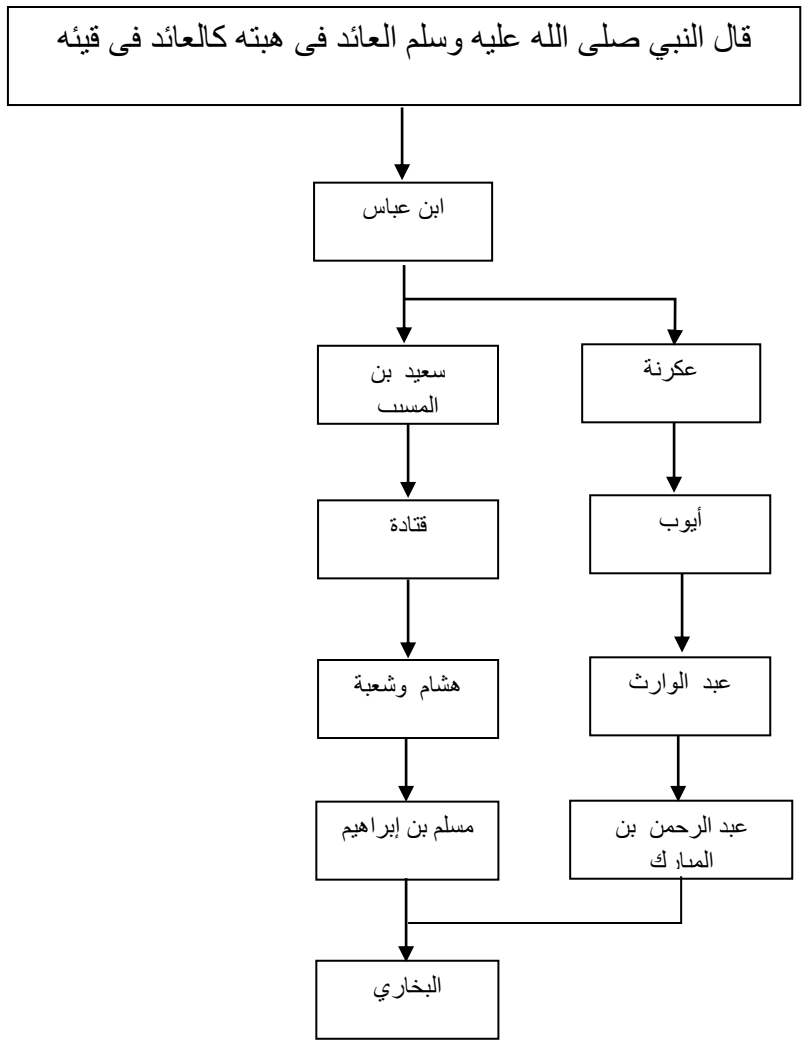 قال النبي صلى الله عليه وسلم العائد فى هبته كالعائد فى قيئه
ابن عباس
سعيد بن
المسيب
عكرنة
قتادة
أيوب
هشام وشعبة
عبد الوارث
مسلم بن إبراهيم
عبد الرحمن بن
المبارك
البخاري